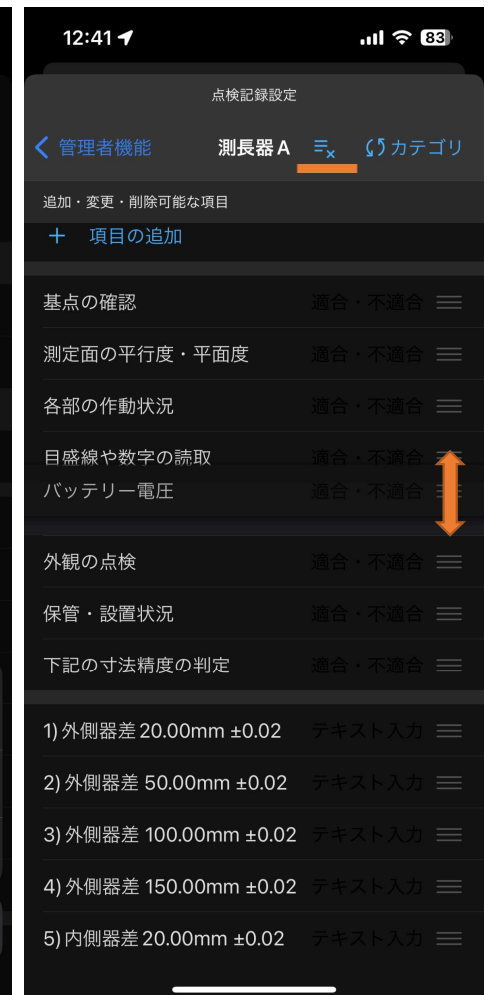 12:41
83
点検記録設定
管理者機能 測長器A カテゴリ
追加・変更・削除可能な項目
＋ 項目の追加
基点の確認 適合・不適合
測定面の平行度・平面度 適合・不適合
各部の作動状況 適合・不適合
目盛線や数字の読取 適合・不適合
バッテリー電圧 適合・不適合
外観の点検 適合・不適合
保管・設置状況 適合・不適合
下記の寸法精度の判定 適合・不適合
1) 外側器差 20.00mm ±0.02 テキスト入力
2) 外側器差 50.00mm ±0.02 テキスト入力
3) 外側器差 100.00mm ±0.02 テキスト入力
4) 外側器差 150.00mm ±0.02 テキスト入力
5) 内側器差 20.00mm ±0.02 テキスト入力